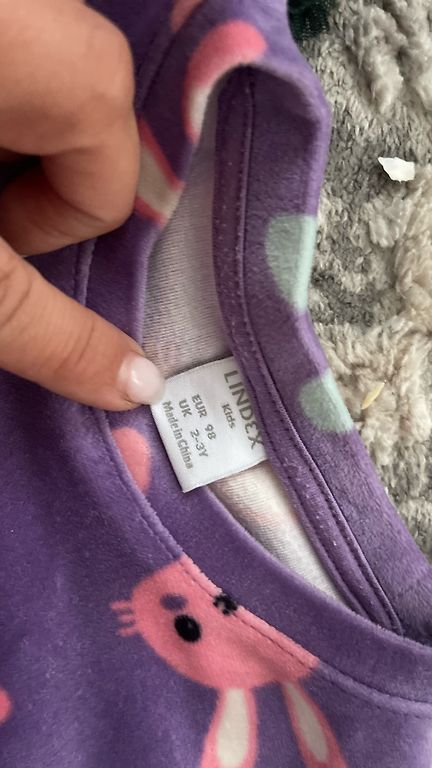 LINDEX
Kids
EUR 98
UK 2-3Y
Made in China